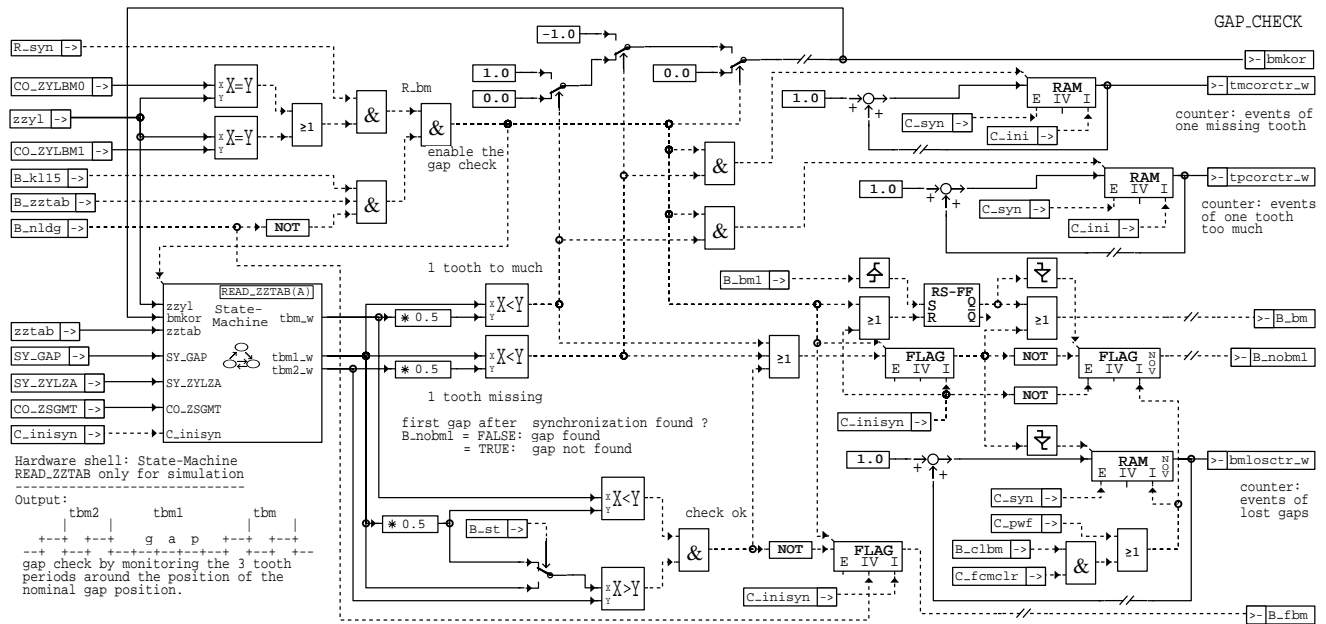 GAP_CHECK
R_syn ->
CO_ZYLBM0 ->
zzyl ->
CO_ZYLBM1 ->
B_kl15 ->
B_zztab ->
B_nldg ->
X X=Y Y
X X=Y Y
≥1
&
R_bm
&
enable the
gap check
&
NOT
-1.0
1.0
0.0
0.0
>- bmkor
>- tmcorctr_w
counter: events of
one missing tooth
1.0
+
+
RAM
E IV I
C_syn ->
C_ini ->
&
&
>- tpcorctr_w
counter: events
of one tooth
too much
1.0
+
+
RAM
E IV I
C_syn ->
C_ini ->
READ_ZZTAB(A)
State-
Machine
zzyl
bmkor
zztab
SY_GAP
SY_ZYLZA
CO_ZSGMT
C_inisyn
tbm_w
tbm1_w
tbm2_w
zztab ->
SY_GAP ->
SY_ZYLZA ->
CO_ZSGMT ->
C_inisyn ->
1 tooth to much
* 0.5
X X<Y Y
* 0.5
X X<Y Y
1 tooth missing
≥1
B_bm1 ->
≥1
RS-FF
S Q
R Q
≥1
>- B_bm
FLAG
E IV I
NOT
NOT
FLAG
E IV I NOV
>- B_nobm1
C_inisyn ->
first gap after synchronization found ?
B_nobm1 = FALSE: gap found
= TRUE: gap not found
1.0
+
+
RAM
E IV I NOV
>- bmlosctr_w
counter:
events of
lost gaps
C_syn ->
C_pwf ->
B_clbm ->
C_fcmclr ->
&
≥1
Hardware shell: State-Machine
READ_ZZTAB only for simulation
------------------------------
Output:
tbm2 tbm1 tbm
g a p
gap check by monitoring the 3 tooth
periods around the position of the
nominal gap position.
* 0.5
B_st ->
X X<Y Y
X X>Y Y
check ok
&
NOT
FLAG
E IV I
C_inisyn ->
>- B_fbm